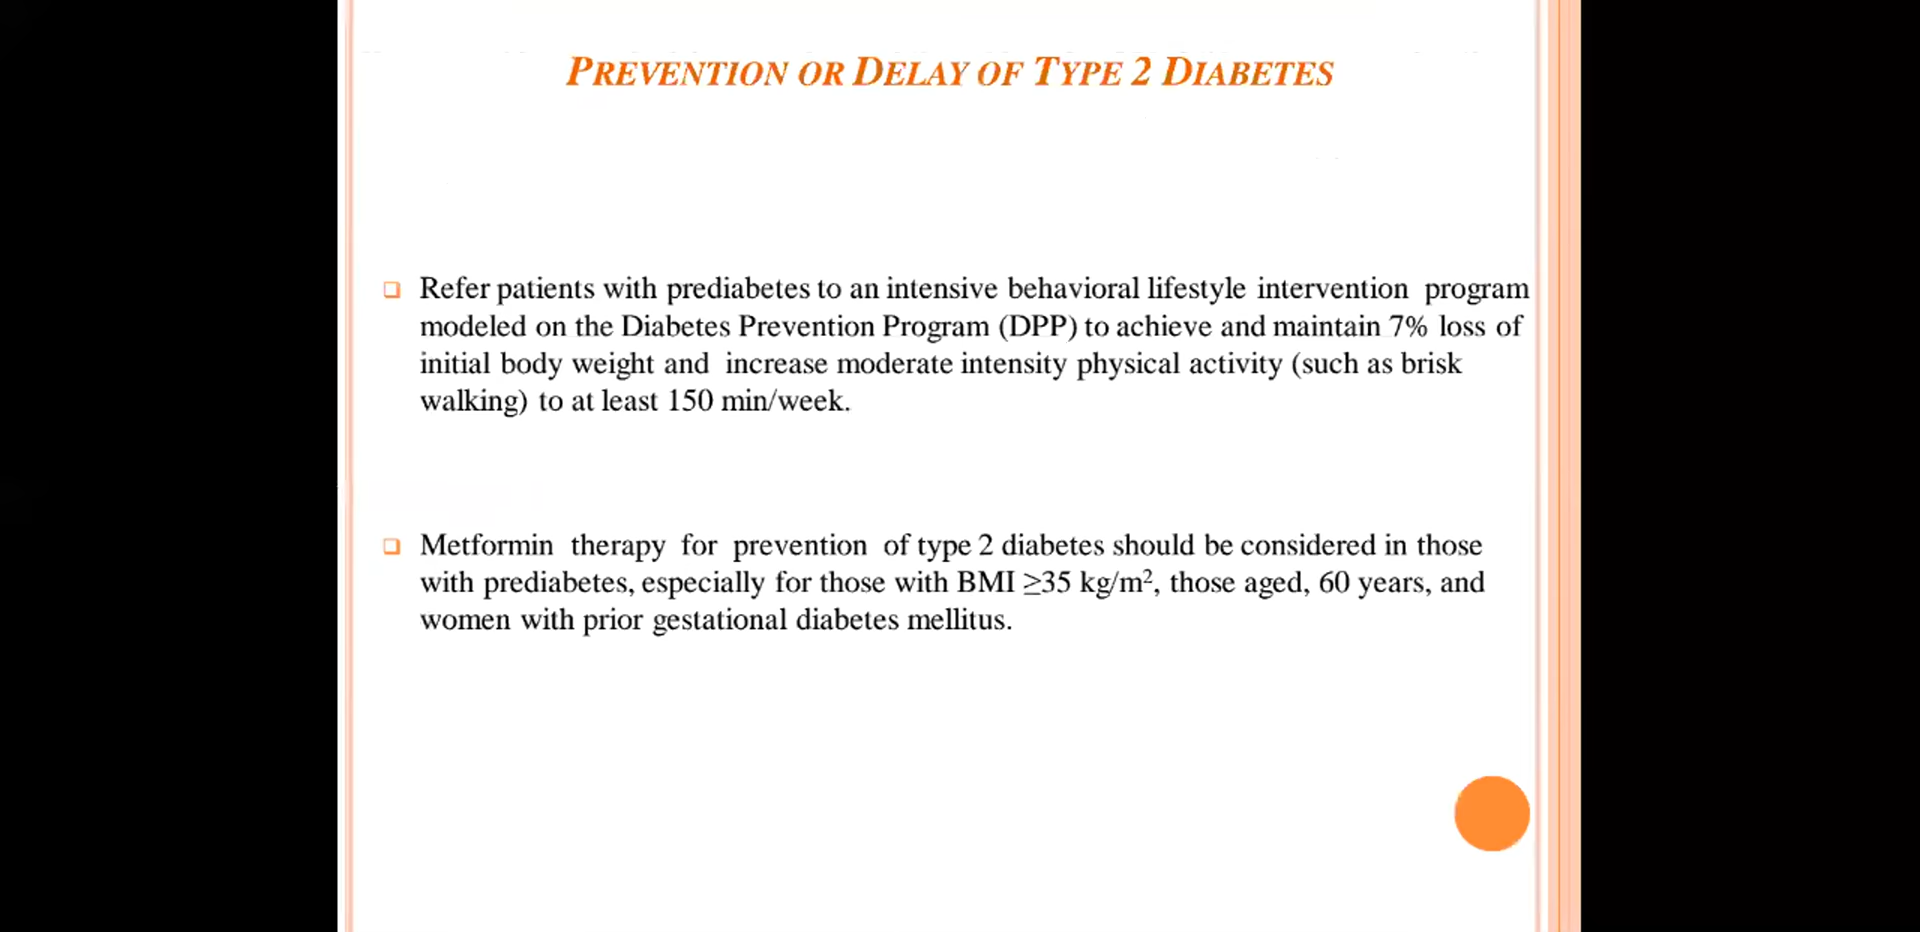 PREVENTION OR DELAY OF TYPE 2 DIABETES
Refer patients with prediabetes to an intensive behavioral lifestyle intervention program
modeled on the Diabetes Prevention Program (DPP) to achieve and maintain 7% loss of
initial body weight and increase moderate intensity physical activity (such as brisk
walking) to at least 150 min/week.
Metformin therapy for prevention of type 2 diabetes should be considered in those
with prediabetes, especially for those with BMI ≥35 kg/m², those aged, 60 years, and
women with prior gestational diabetes mellitus.